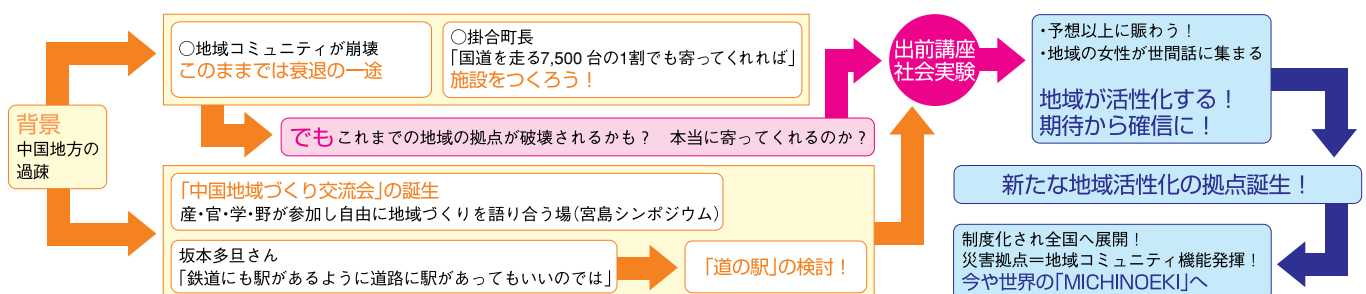 背景
中国地方の
過疎
○地域コミュニティが崩壊
このままでは衰退の一途
○掛合町長
「国道を走る7,500台の1割でも寄ってくれれば」
施設をつくろう！
でも これまでの地域の拠点が破壊されるかも？　本当に寄ってくれるのか？
「中国地域づくり交流会」の誕生
産・官・学・野が参加し自由に地域づくりを語り合う場（宮島シンポジウム）
坂本多旦さん
「鉄道にも駅があるように道路に駅があってもいいのでは」
「道の駅」の検討！
出前講座
社会実験
・予想以上に賑わう！
・地域の女性が世間話に集まる
地域が活性化する！
期待から確信に！
新たな地域活性化の拠点誕生！
制度化され全国へ展開！
災害拠点＝地域コミュニティ機能発揮！
今や世界の「MICHINOEKI」へ